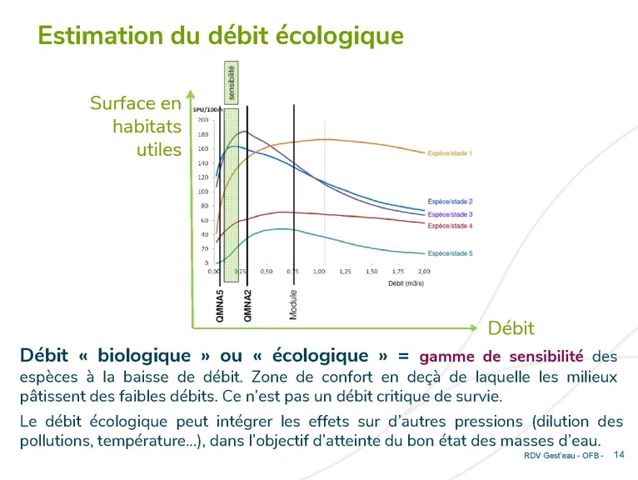 Estimation du débit écologique
sensibilité
Surface en
habitats
utiles
SPU/100m
200
180
160
140
120
100
80
60
40
20
0
Espèce/stade 1
Espèce/stade 2
Espèce/stade 3
Espèce/stade 4
Espèce/stade 5
0,00 0,25 0,50 0,75 1,00 1,25 1,50 1,75 2,00
Débit (m3/s)
QMNA5
QMNA2
Module
Débit
Débit « biologique » ou « écologique » = gamme de sensibilité des
espèces à la baisse de débit. Zone de confort en deçà de laquelle les milieux
pâtissent des faibles débits. Ce n'est pas un débit critique de survie.
Le débit écologique peut intégrer les effets sur d'autres pressions (dilution des
pollutions, température...), dans l'objectif d'atteinte du bon état des masses d'eau.
RDV Gest'eau - OFB - 14